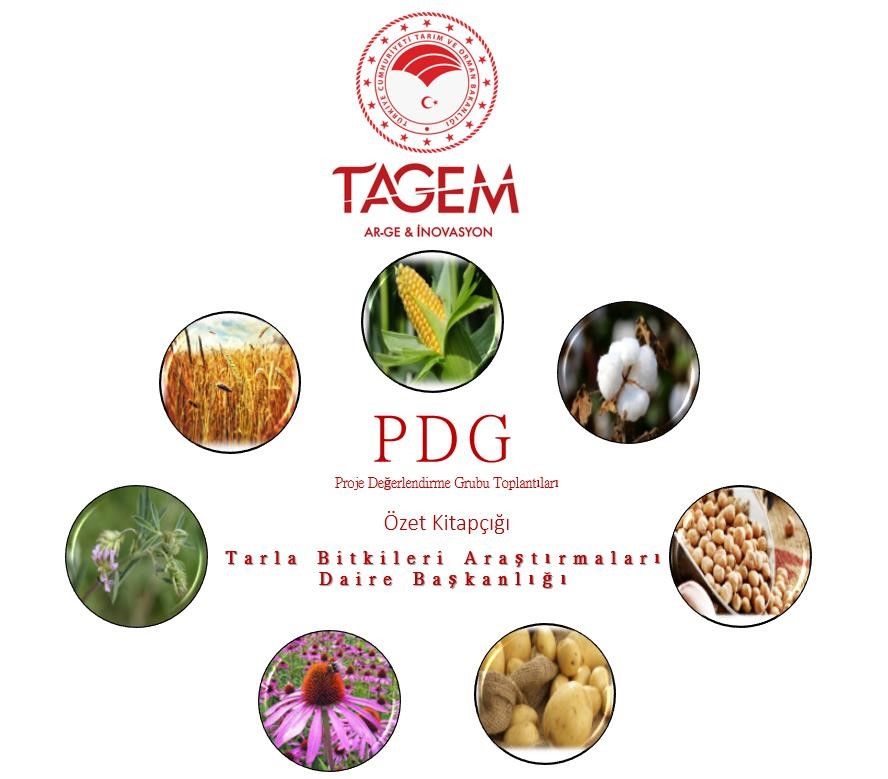 TÜRKİYE CUMHURİYETİ TARIM VE ORMAN BAKANLIĞI
TAGEM
AR-GE & İNOVASYON
PDG
Proje Değerlendirme Grubu Toplantıları
Özet Kitapçığı
Tarla Bitkileri Araştırmaları
Daire Başkanlığı